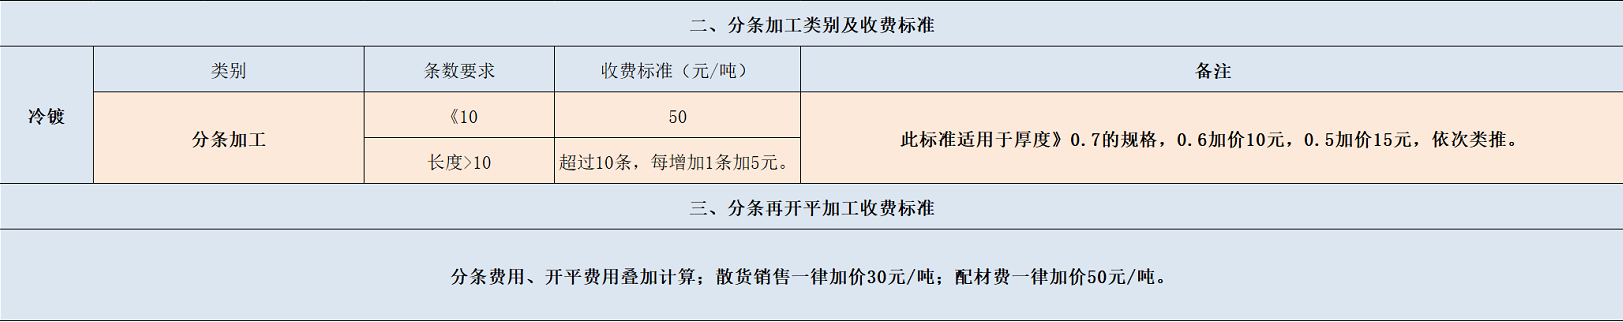 二、分条加工类别及收费标准
类别 条数要求 收费标准（元/吨） 备注
冷镀
分条加工
《10 50
长度>10 超过10条，每增加1条加5元。
此标准适用于厚度》0.7的规格，0.6加价10元，0.5加价15元，依次类推。
三、分条再开平加工收费标准
分条费用、开平费用叠加计算；散货销售一律加价30元/吨；配材费一律加价50元/吨。